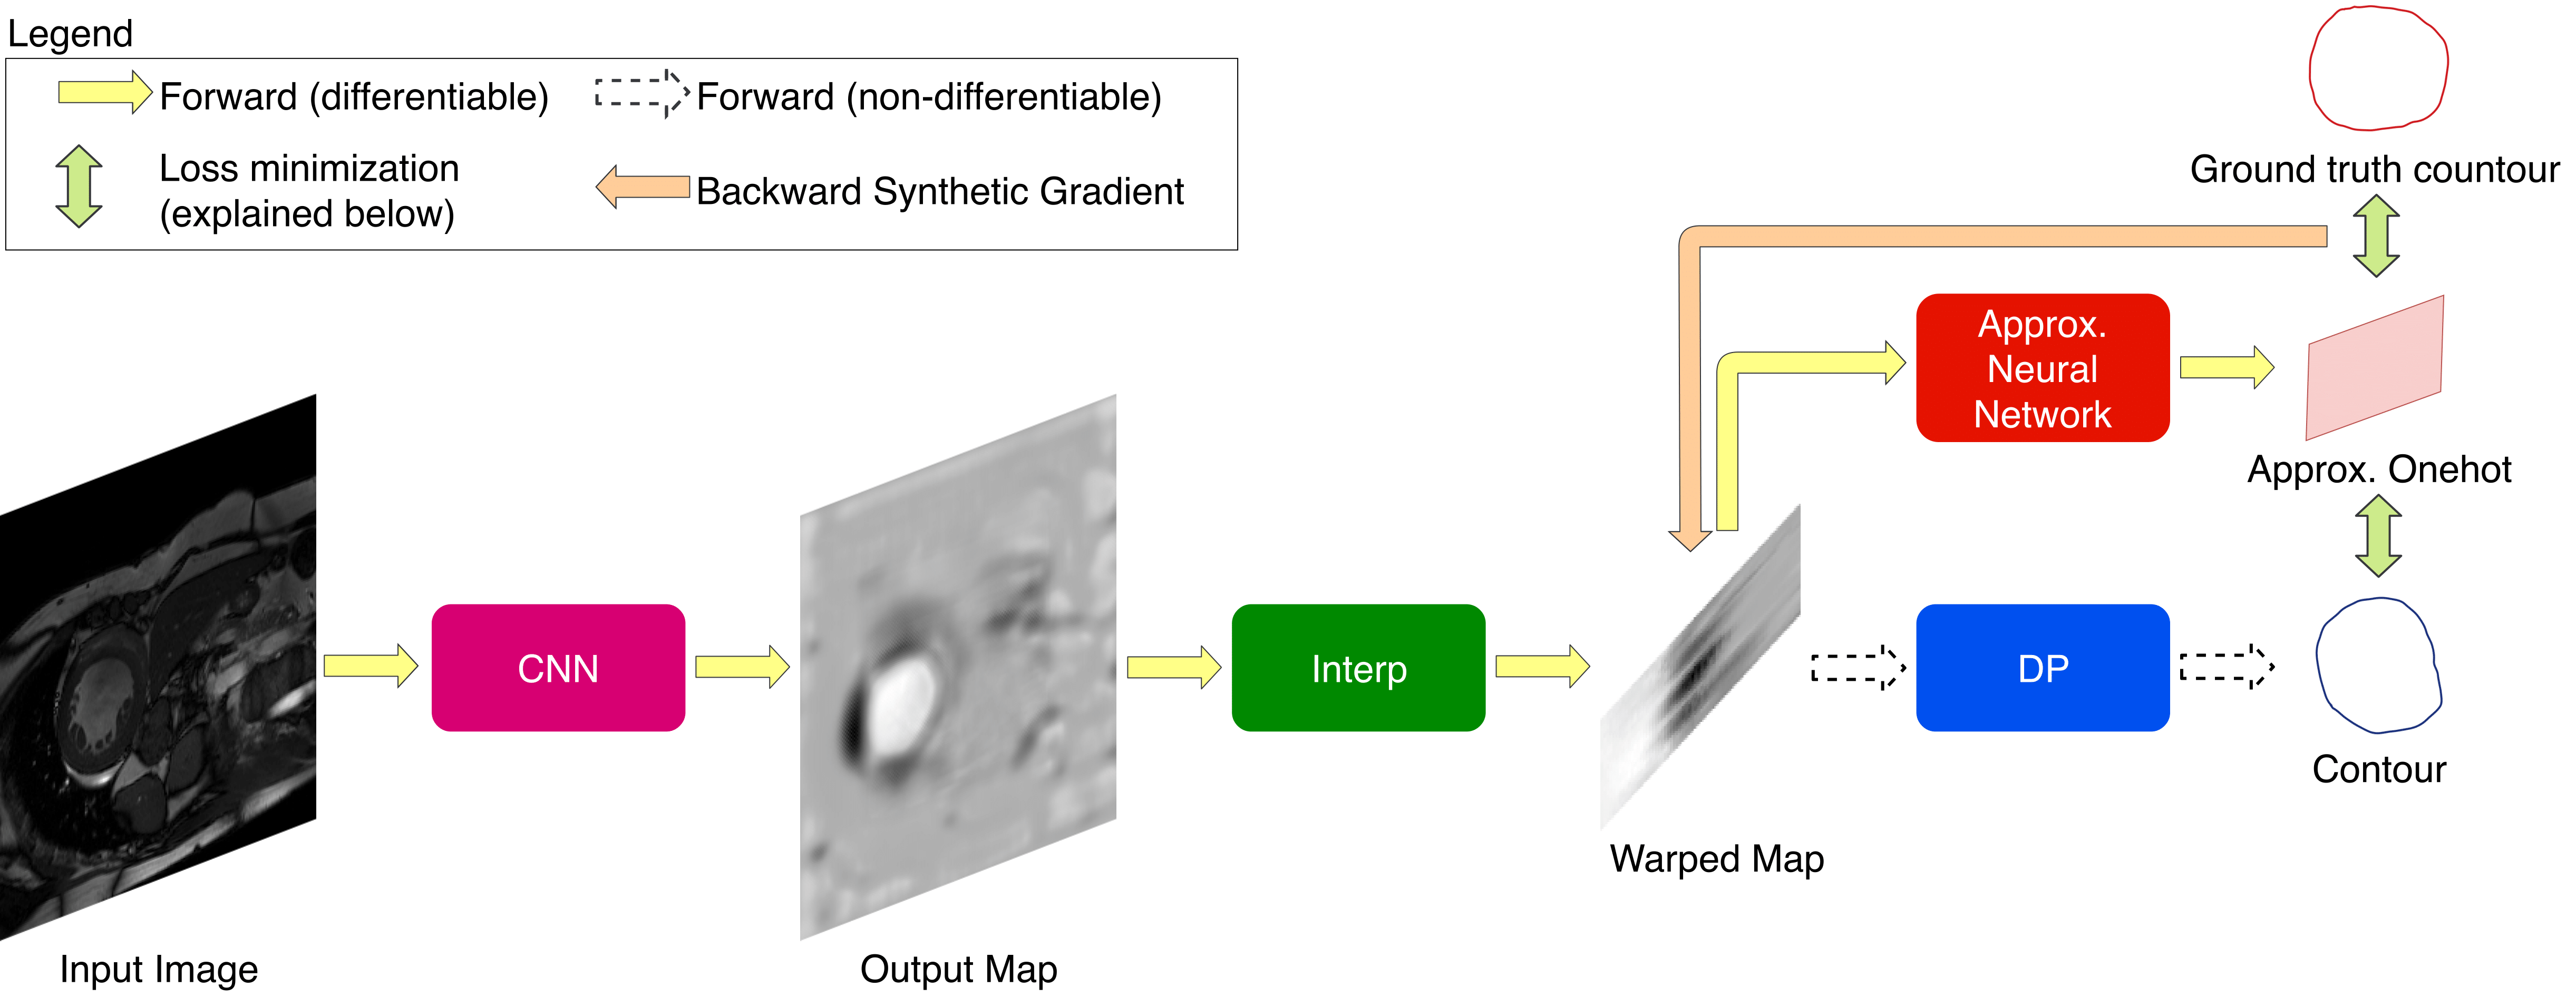 Legend
Forward (differentiable)
Forward (non-differentiable)
Loss minimization
(explained below)
Backward Synthetic Gradient
Ground truth countour
Approx.
Neural
Network
Approx. Onehot
CNN
Interp
DP
Contour
Warped Map
Input Image
Output Map